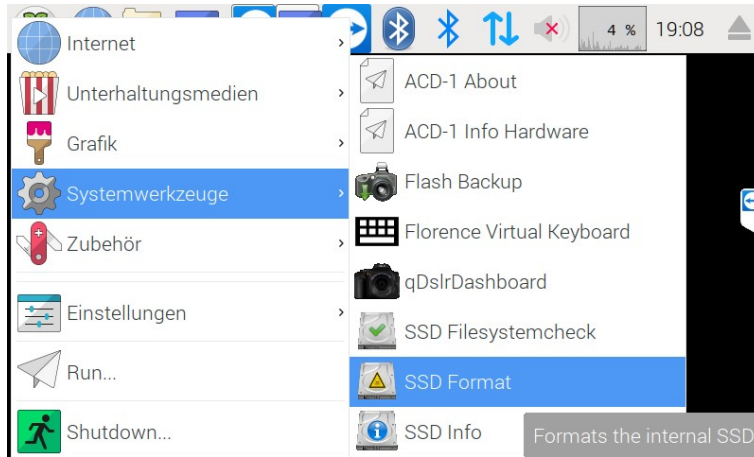 4 %
19:08
Internet
Unterhaltungsmedien
Grafik
Systemwerkzeuge
Zubehör
Einstellungen
Run...
Shutdown...
ACD-1 About
ACD-1 Info Hardware
Flash Backup
Florence Virtual Keyboard
qDslrDashboard
SSD Filesystemcheck
SSD Format
SSD Info
Formats the internal SSD